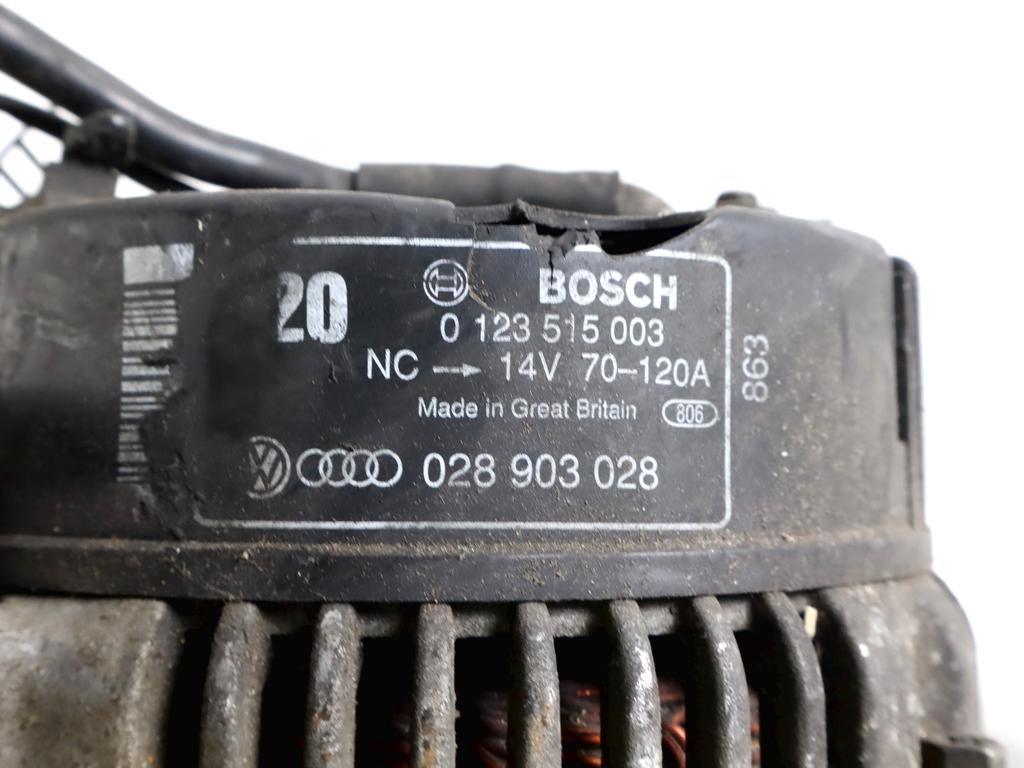 20
BOSCH
0 123 515 003
NC → 14V 70–120A
Made in Great Britain 806
863
028 903 028